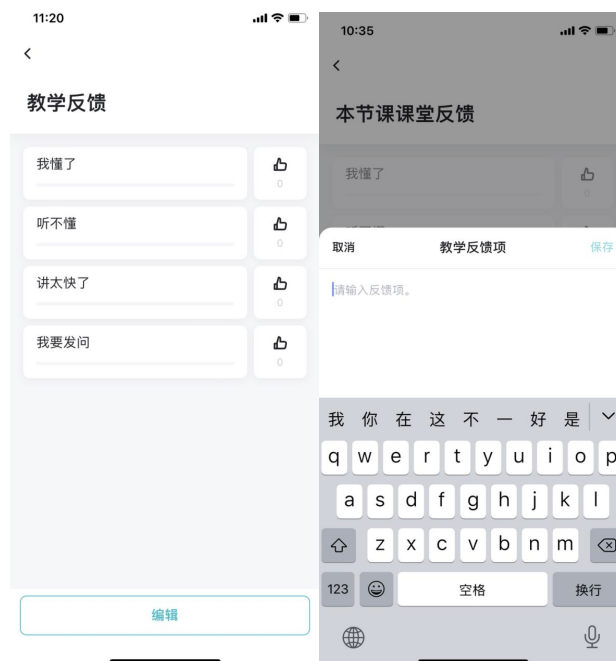 11:20
教学反馈
我懂了
0
听不懂
0
讲太快了
0
我要发问
0
编辑
10:35
本节课课堂反馈
我懂了
0
取消 教学反馈项 保存
请输入反馈项。
我 你 在 这 不 一 好 是
q w e r t y u i o p
a s d f g h j k l
z x c v b n m
123 空格 换行